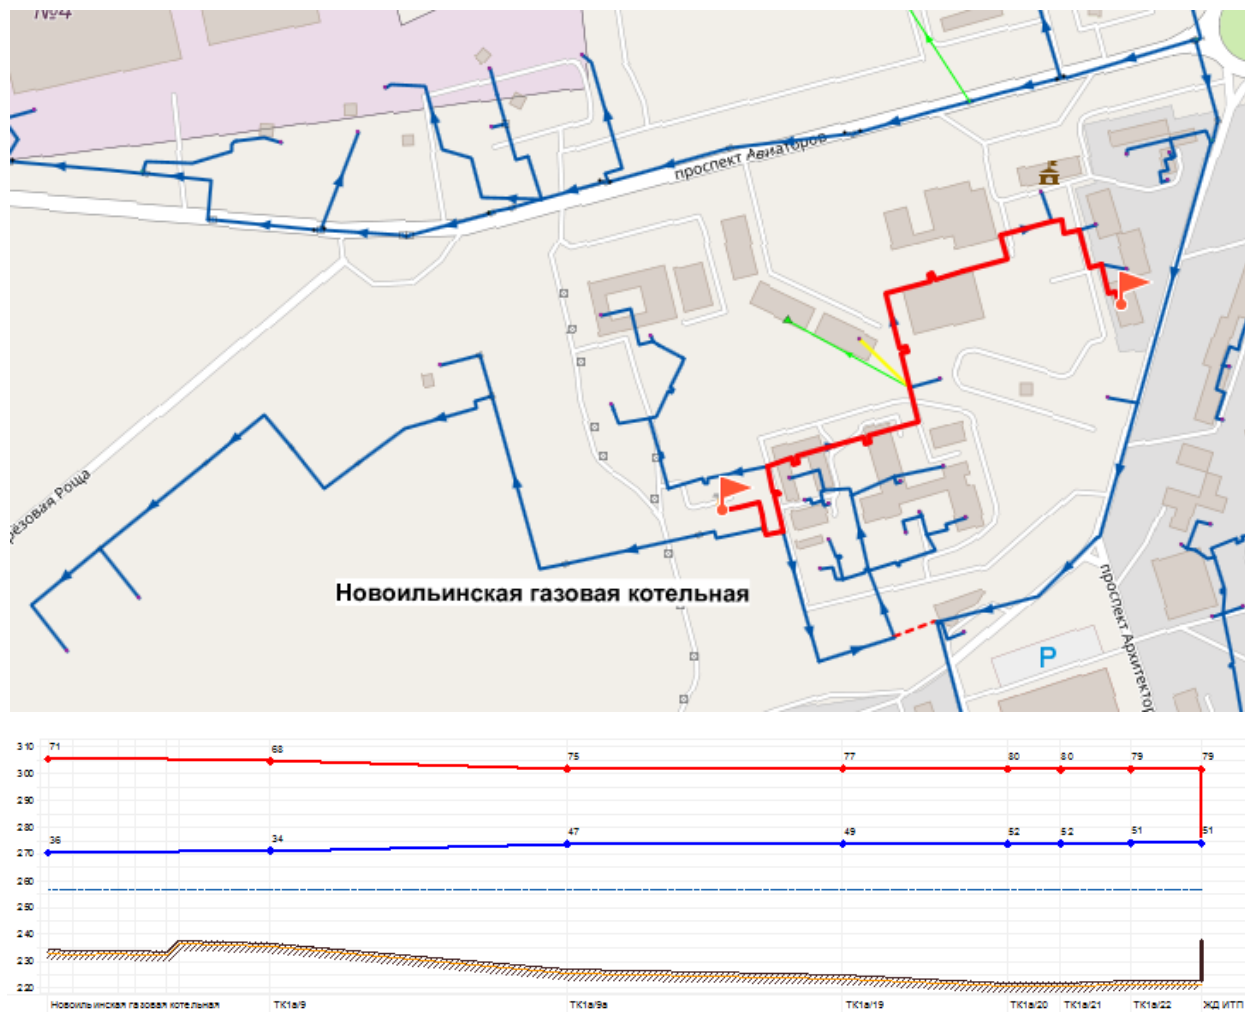 №4
проспект Авиаторов
рёзовая Роща
Новоильинская газовая котельная
проспект Архитектор
P
310
300
290
280
270
260
250
240
230
220
71 68 75 77 80 80 79 79
36 34 47 49 52 52 51 51
Новоильинская газовая котельная ТК1а/9 ТК1а/9а ТК1а/19 ТК1а/20 ТК1а/21 ТК1а/22 ЖД ИТП